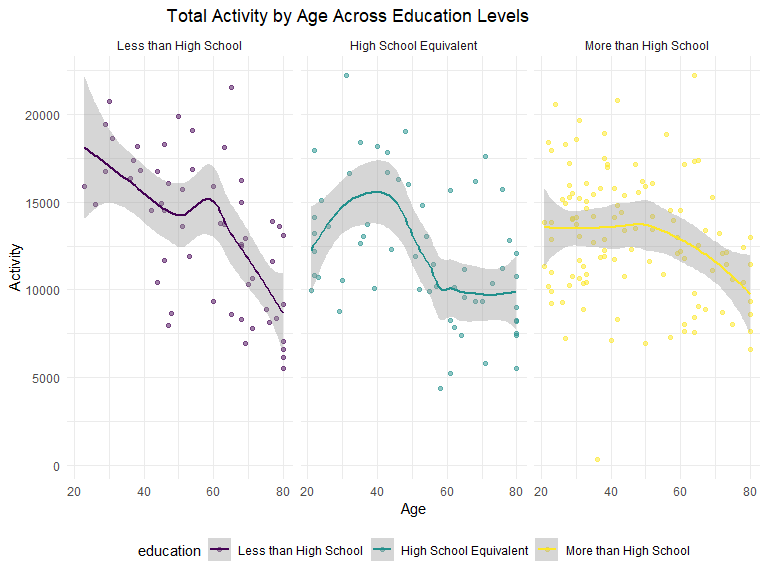 Total Activity by Age Across Education Levels
Less than High School
High School Equivalent
More than High School
20000
15000
10000
5000
0
Activity
20 40 60 80
20 40 60 80
20 40 60 80
Age
education Less than High School High School Equivalent More than High School